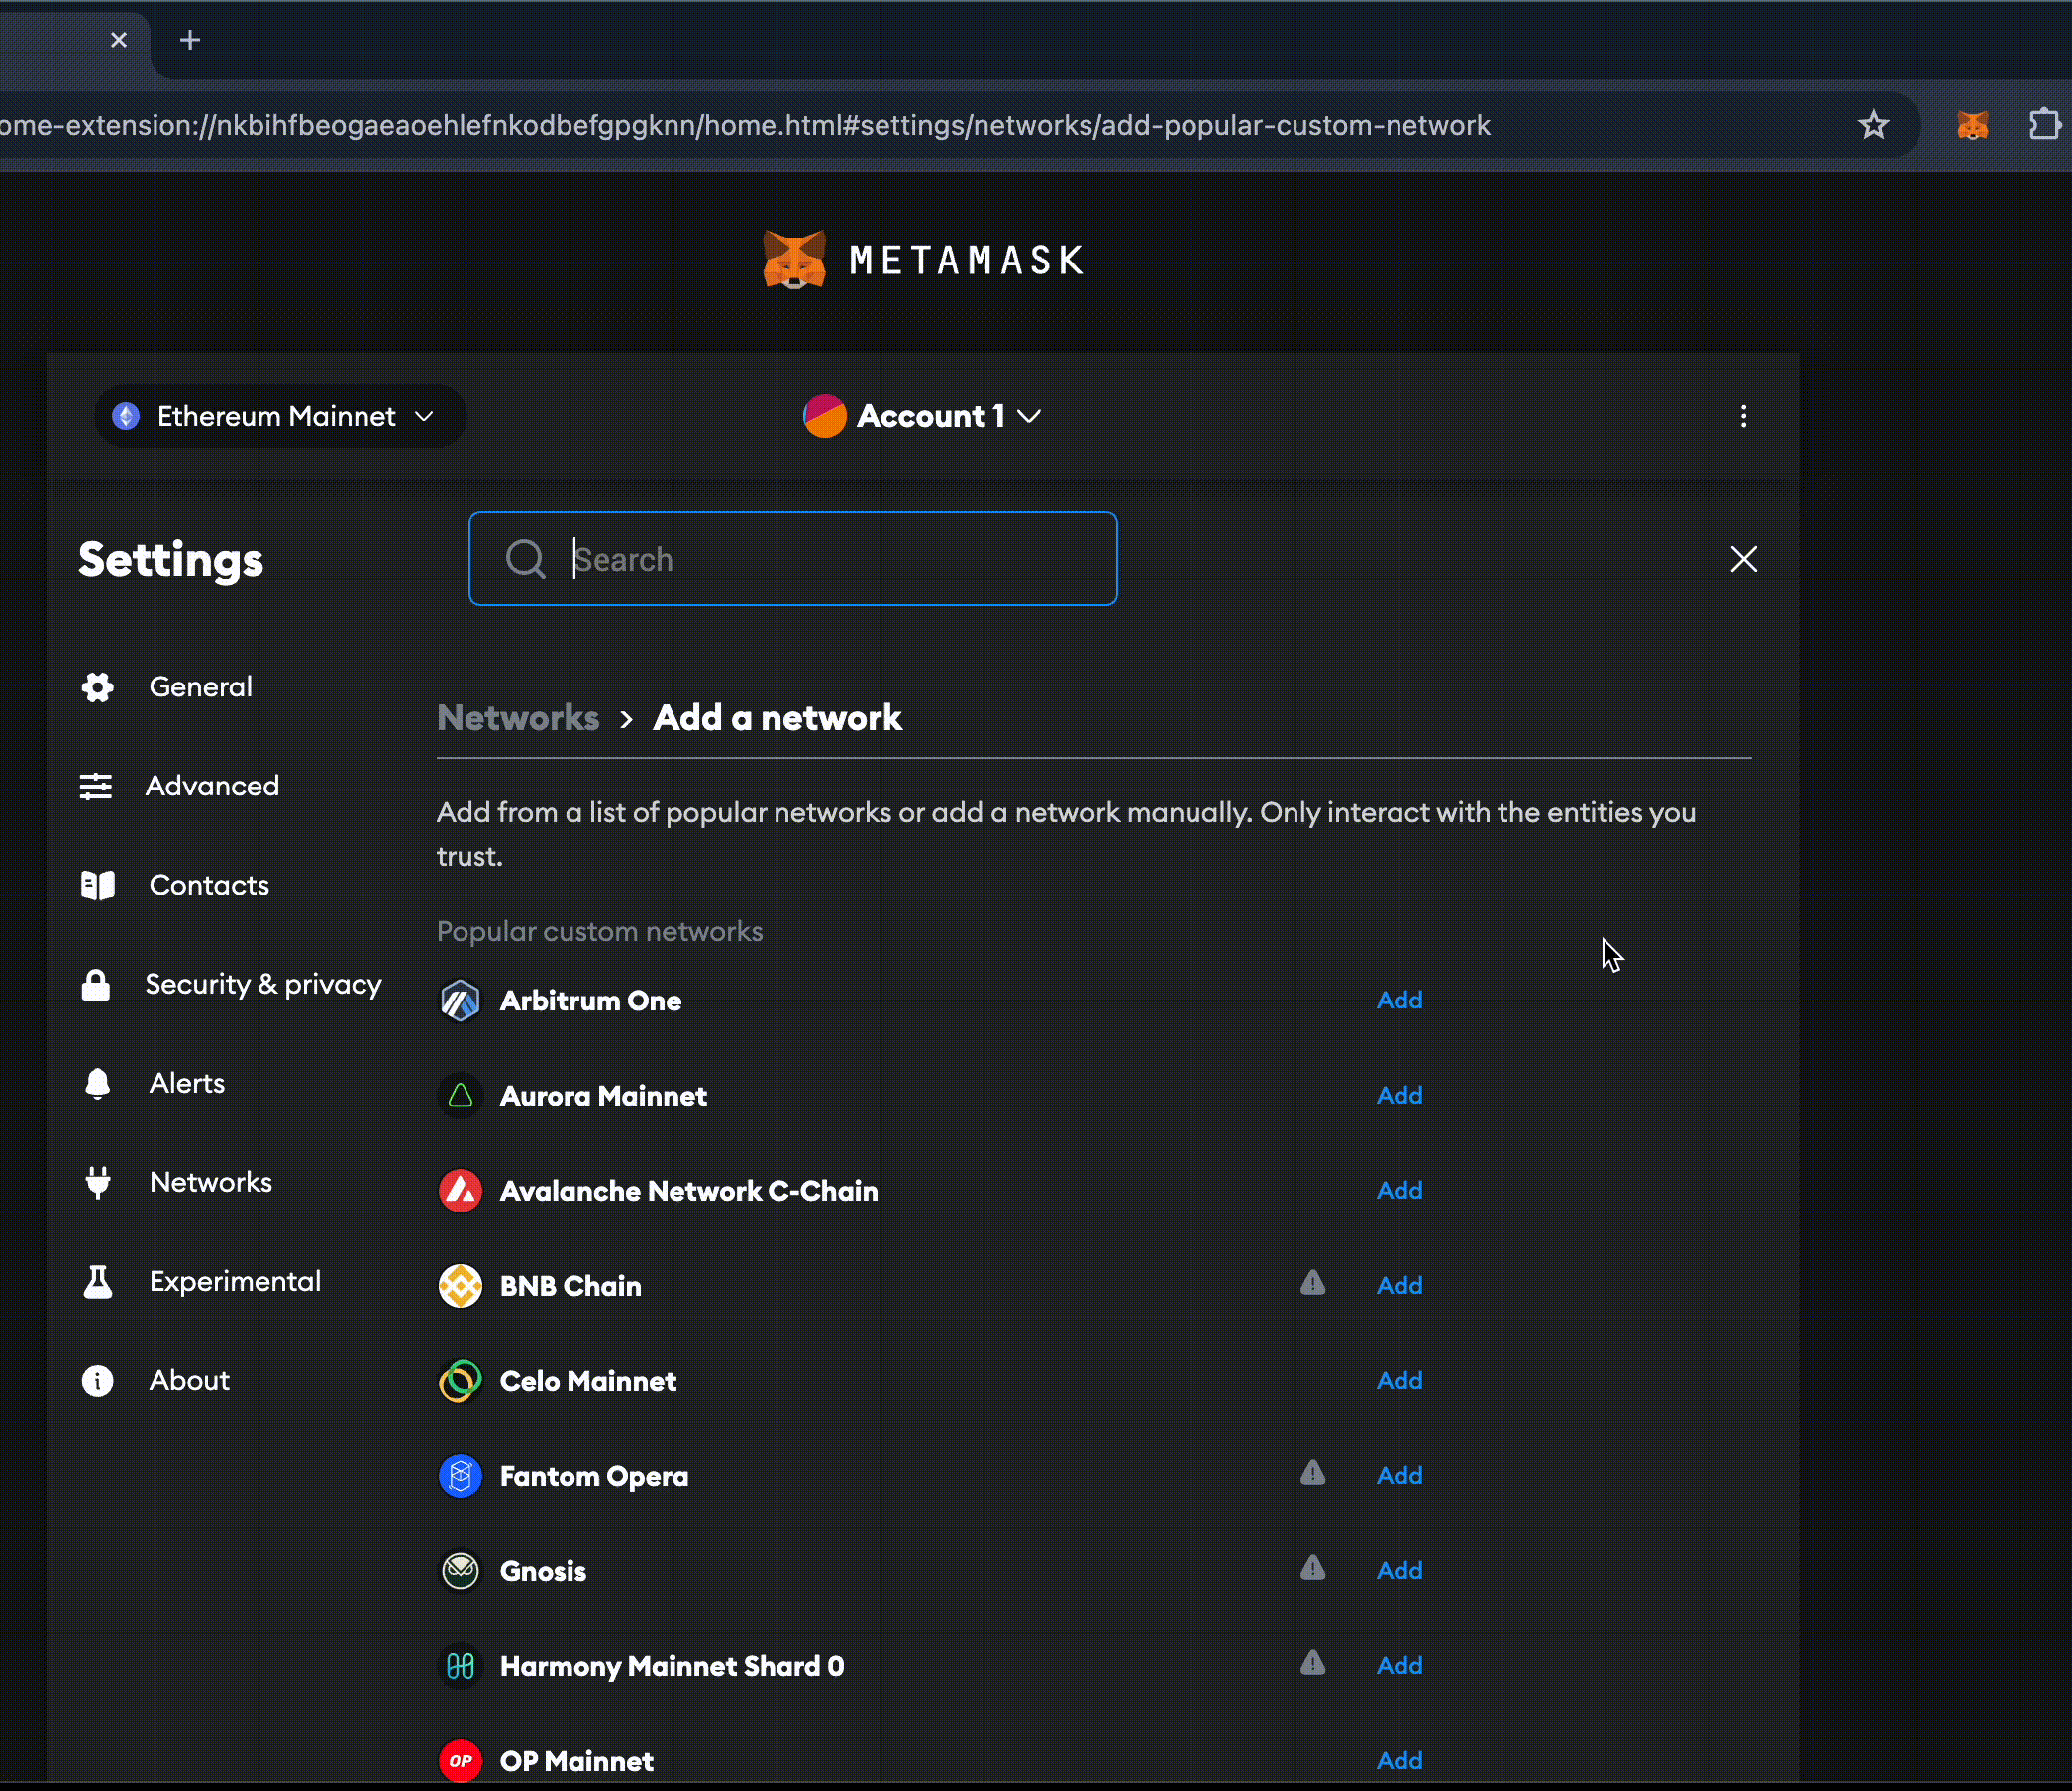 ome-extension://nkbihfbeogaeaoehlefnkodbefgpgknn/home.html#settings/networks/add-popular-custom-network
METAMASK
Ethereum Mainnet
Account 1
Settings
Search
General
Advanced
Contacts
Security & privacy
Alerts
Networks
Experimental
About
Networks > Add a network
Add from a list of popular networks or add a network manually. Only interact with the entities you
trust.
Popular custom networks
Arbitrum One Add
Aurora Mainnet Add
Avalanche Network C-Chain Add
BNB Chain Add
Celo Mainnet Add
Fantom Opera Add
Gnosis Add
Harmony Mainnet Shard 0 Add
OP OP Mainnet Add